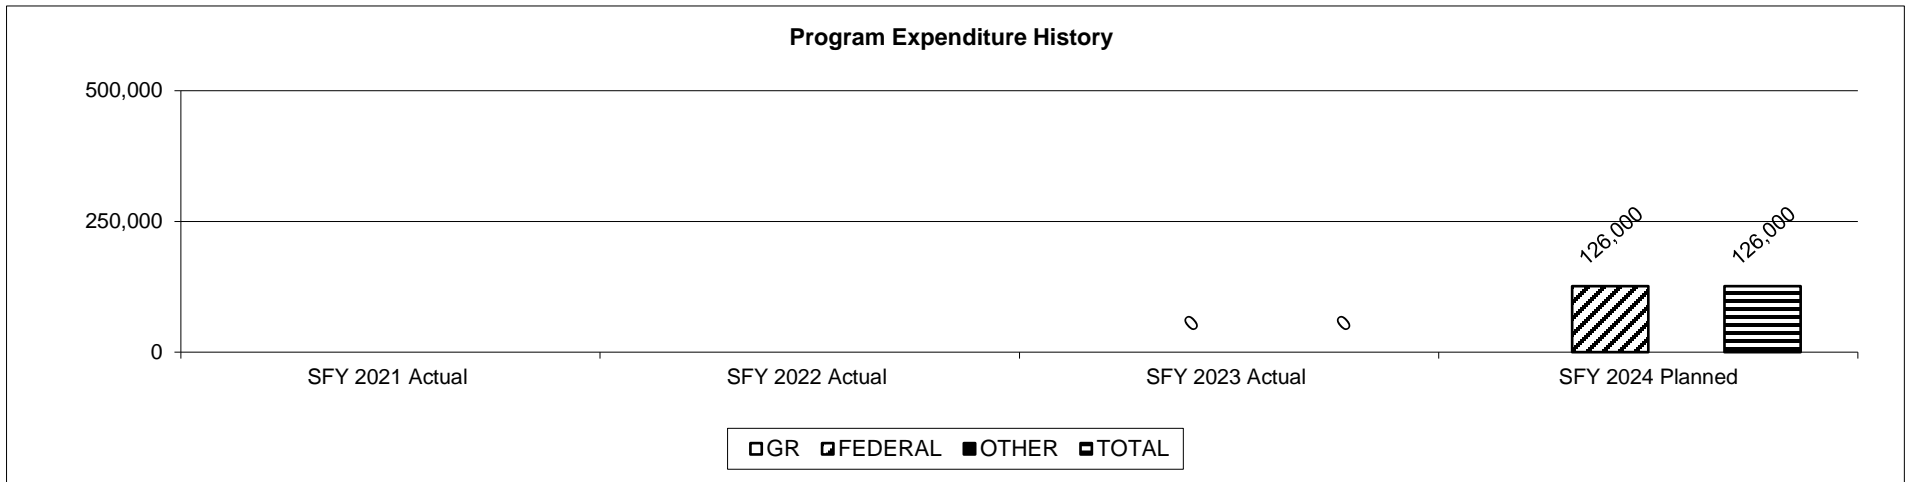 Program Expenditure History
500,000
250,000
0
126,000
126,000
0
0
SFY 2021 Actual
SFY 2022 Actual
SFY 2023 Actual
SFY 2024 Planned
GR FEDERAL OTHER TOTAL